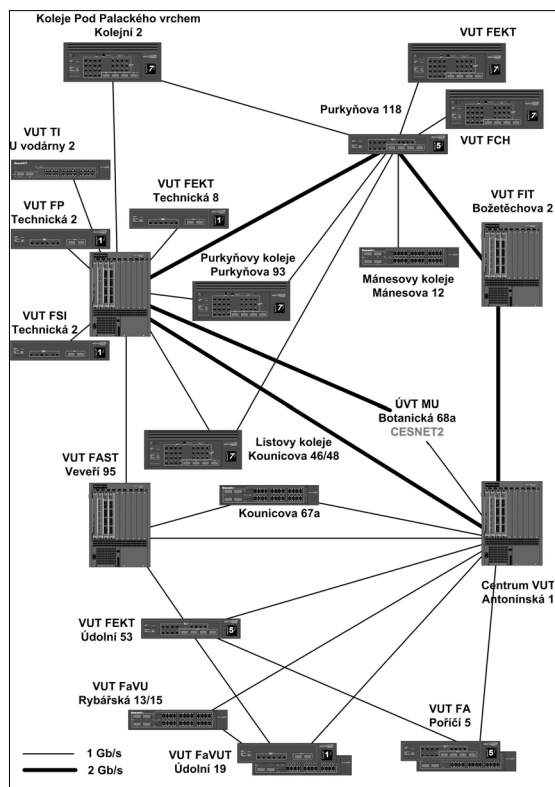 Koleje Pod Palackého vrchem
Kolejní 2
VUT FEKT
Purkyňova 118
VUT FCH
VUT TI
U vodárny 2
VUT FEKT
Technická 8
VUT FP
Technická 2
VUT FIT
Božetěchova 2
Purkyňovy koleje
Purkyňova 93
Mánesovy koleje
Mánesova 12
VUT FSI
Technická 2
ÚVT MU
Botanická 68a
CESNET2
Listovy koleje
Kounicova 46/48
VUT FAST
Veveří 95
Kounicova 67a
Centrum VUT
Antonínská 1
VUT FEKT
Údolní 53
VUT FaVU
Rybářská 13/15
VUT FA
Poříčí 5
VUT FaVUT
Údolní 19
1 Gb/s
2 Gb/s